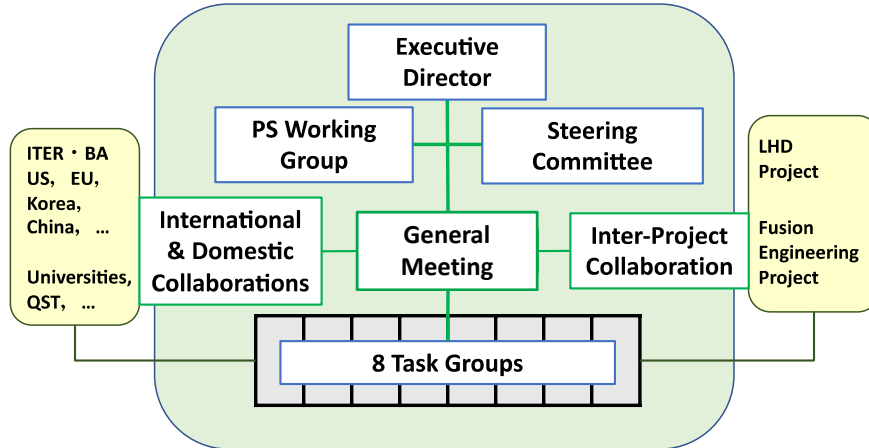 Executive
Director
PS Working
Group
Steering
Committee
ITER・BA
US, EU,
Korea,
China, …
Universities,
QST, …
International
& Domestic
Collaborations
General
Meeting
Inter-Project
Collaboration
LHD
Project
Fusion
Engineering
Project
8 Task Groups